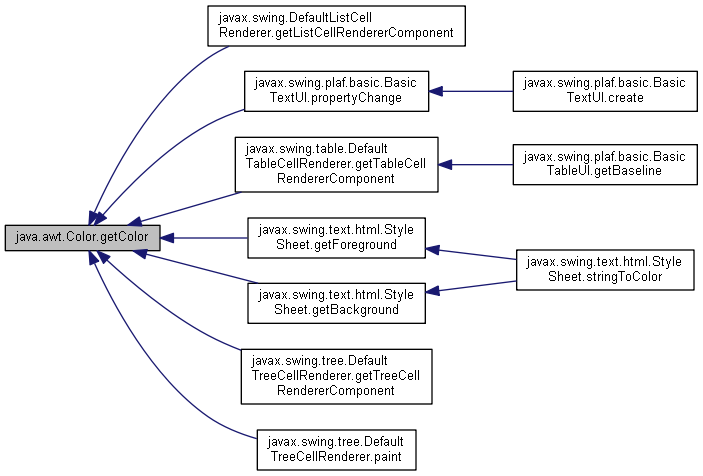 javax.swing.DefaultListCell
Renderer.getListCellRendererComponent
javax.swing.plaf.basic.Basic
TextUI.propertyChange
javax.swing.plaf.basic.Basic
TextUI.create
javax.swing.table.Default
TableCellRenderer.getTableCell
RendererComponent
javax.swing.plaf.basic.Basic
TableUI.getBaseline
java.awt.Color.getColor
javax.swing.text.html.Style
Sheet.getForeground
javax.swing.text.html.Style
Sheet.stringToColor
javax.swing.text.html.Style
Sheet.getBackground
javax.swing.tree.Default
TreeCellRenderer.getTreeCell
RendererComponent
javax.swing.tree.Default
TreeCellRenderer.paint